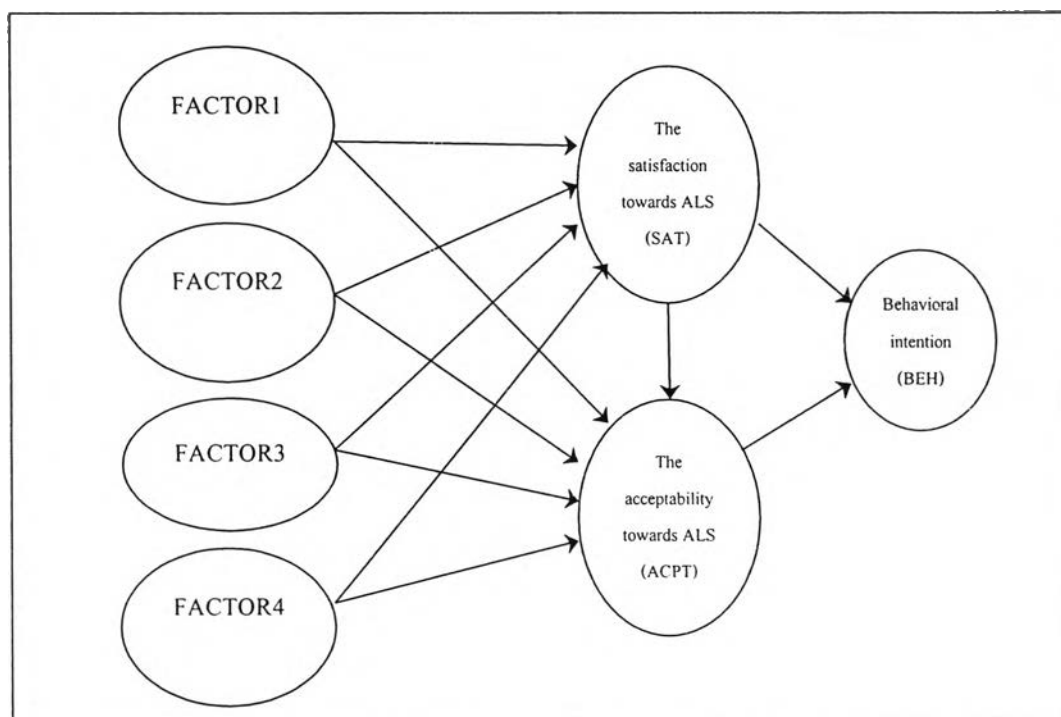 FACTOR1
FACTOR2
FACTOR3
FACTOR4
The
satisfaction
towards ALS
(SAT)
The
acceptability
towards ALS
(ACPT)
Behavioral
intention
(BEH)